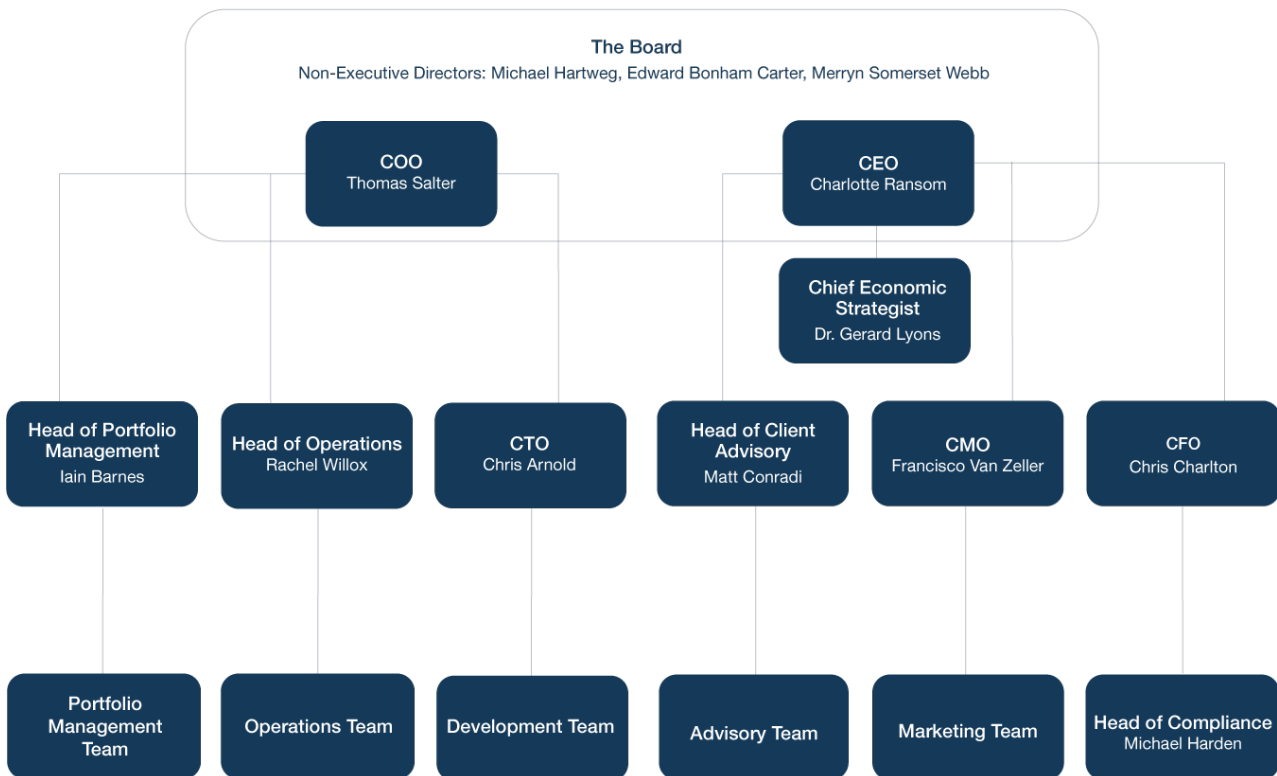 The Board
Non-Executive Directors: Michael Hartweg, Edward Bonham Carter, Merryn Somerset Webb
COO
Thomas Salter
CEO
Charlotte Ransom
Chief Economic
Strategist
Dr. Gerard Lyons
Head of Portfolio
Management
Iain Barnes
Head of Operations
Rachel Willox
CTO
Chris Arnold
Head of Client
Advisory
Matt Conradi
CMO
Francisco Van Zeller
CFO
Chris Charlton
Portfolio
Management
Team
Operations Team
Development Team
Advisory Team
Marketing Team
Head of Compliance
Michael Harden